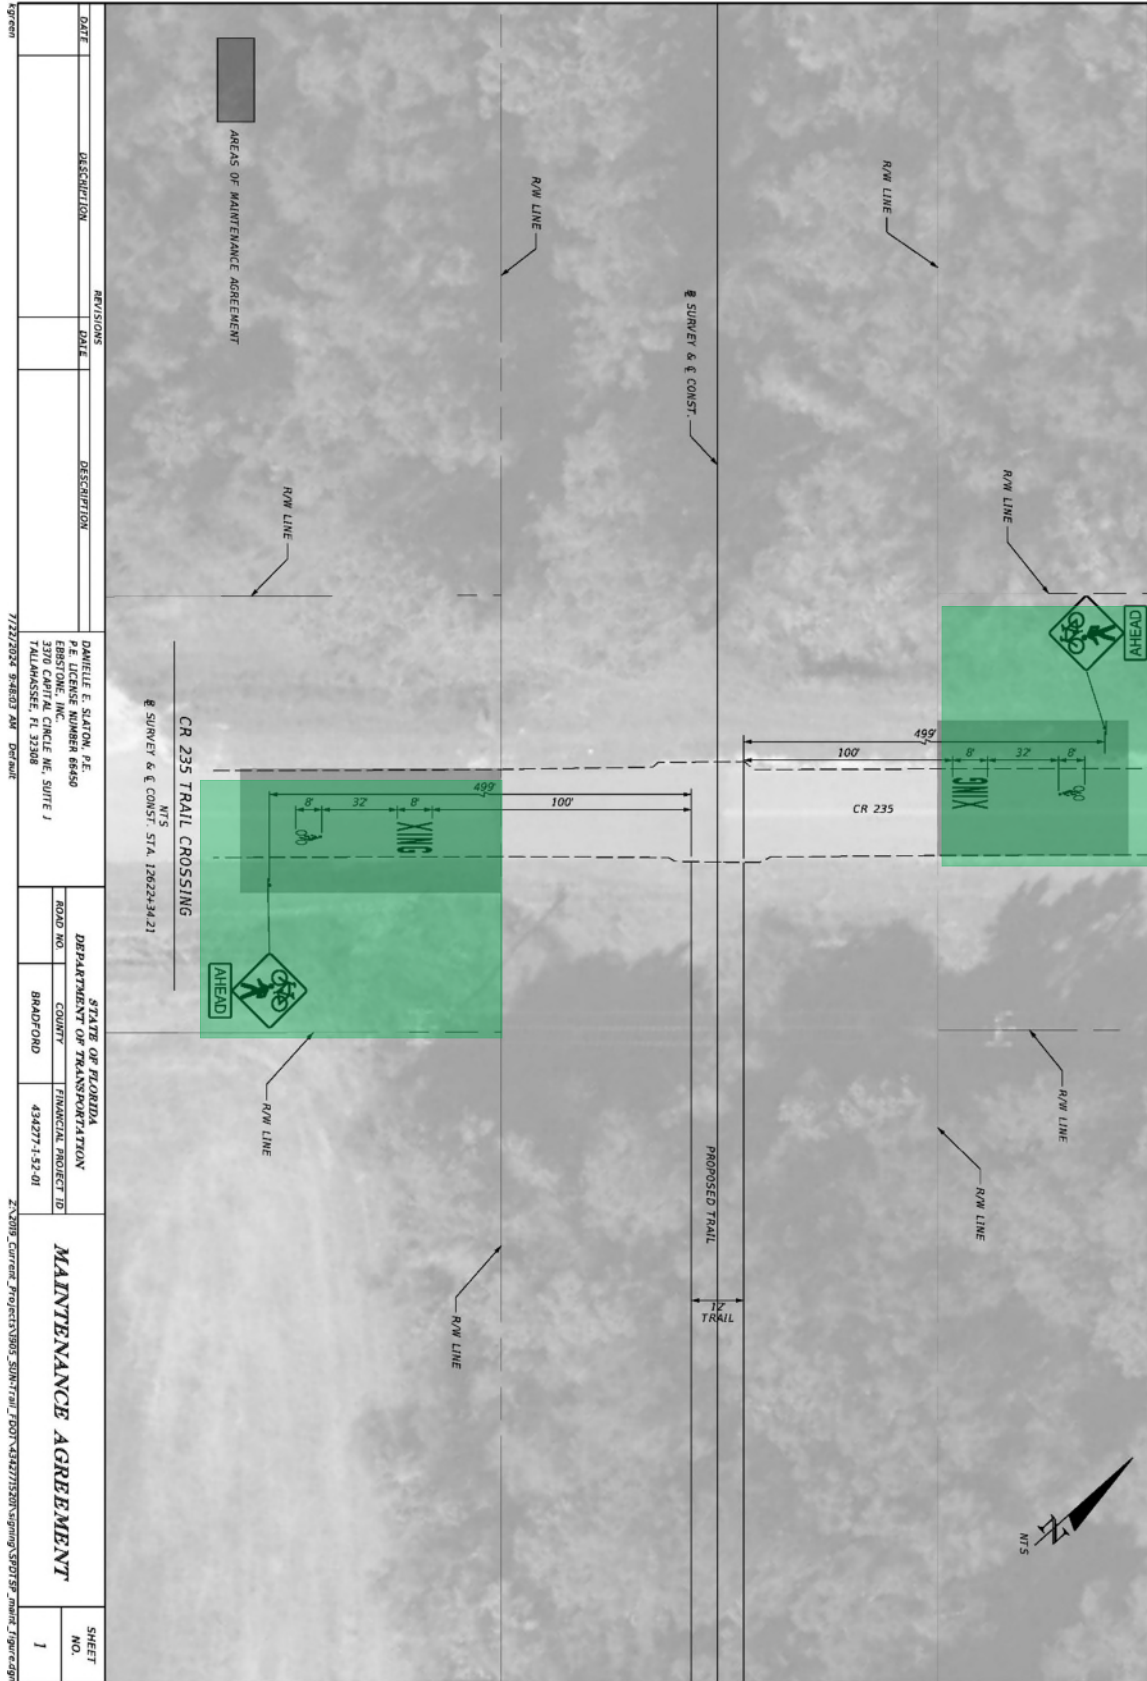 AREAS OF MAINTENANCE AGREEMENT
R/W LINE
R/W LINE
R/W LINE
R/W LINE
℄ SURVEY & ℄ CONST.
AHEAD
499'
100'
8'
32'
8'
XING
CR 235
499'
100'
8'
32'
8'
XING
AHEAD
R/W LINE
R/W LINE
R/W LINE
R/W LINE
PROPOSED TRAIL
12'
TRAIL
N
NTS
CR 235 TRAIL CROSSING
NTS
℄ SURVEY & ℄ CONST. STA. 12622+34.21
REVISIONS
DATE
DESCRIPTION
DATE
DESCRIPTION
DANIELLE E. SLATON, P.E.
P.E. LICENSE NUMBER 66450
EBBSTONE, INC.
3370 CAPITAL CIRCLE NE, SUITE J
TALLAHASSEE, FL 32308
STATE OF FLORIDA
DEPARTMENT OF TRANSPORTATION
ROAD NO.
COUNTY
FINANCIAL PROJECT ID
BRADFORD
434277-1-52-01
MAINTENANCE AGREEMENT
SHEET
NO.
1
kgreen
7/22/2024 9:48:03 AM Default